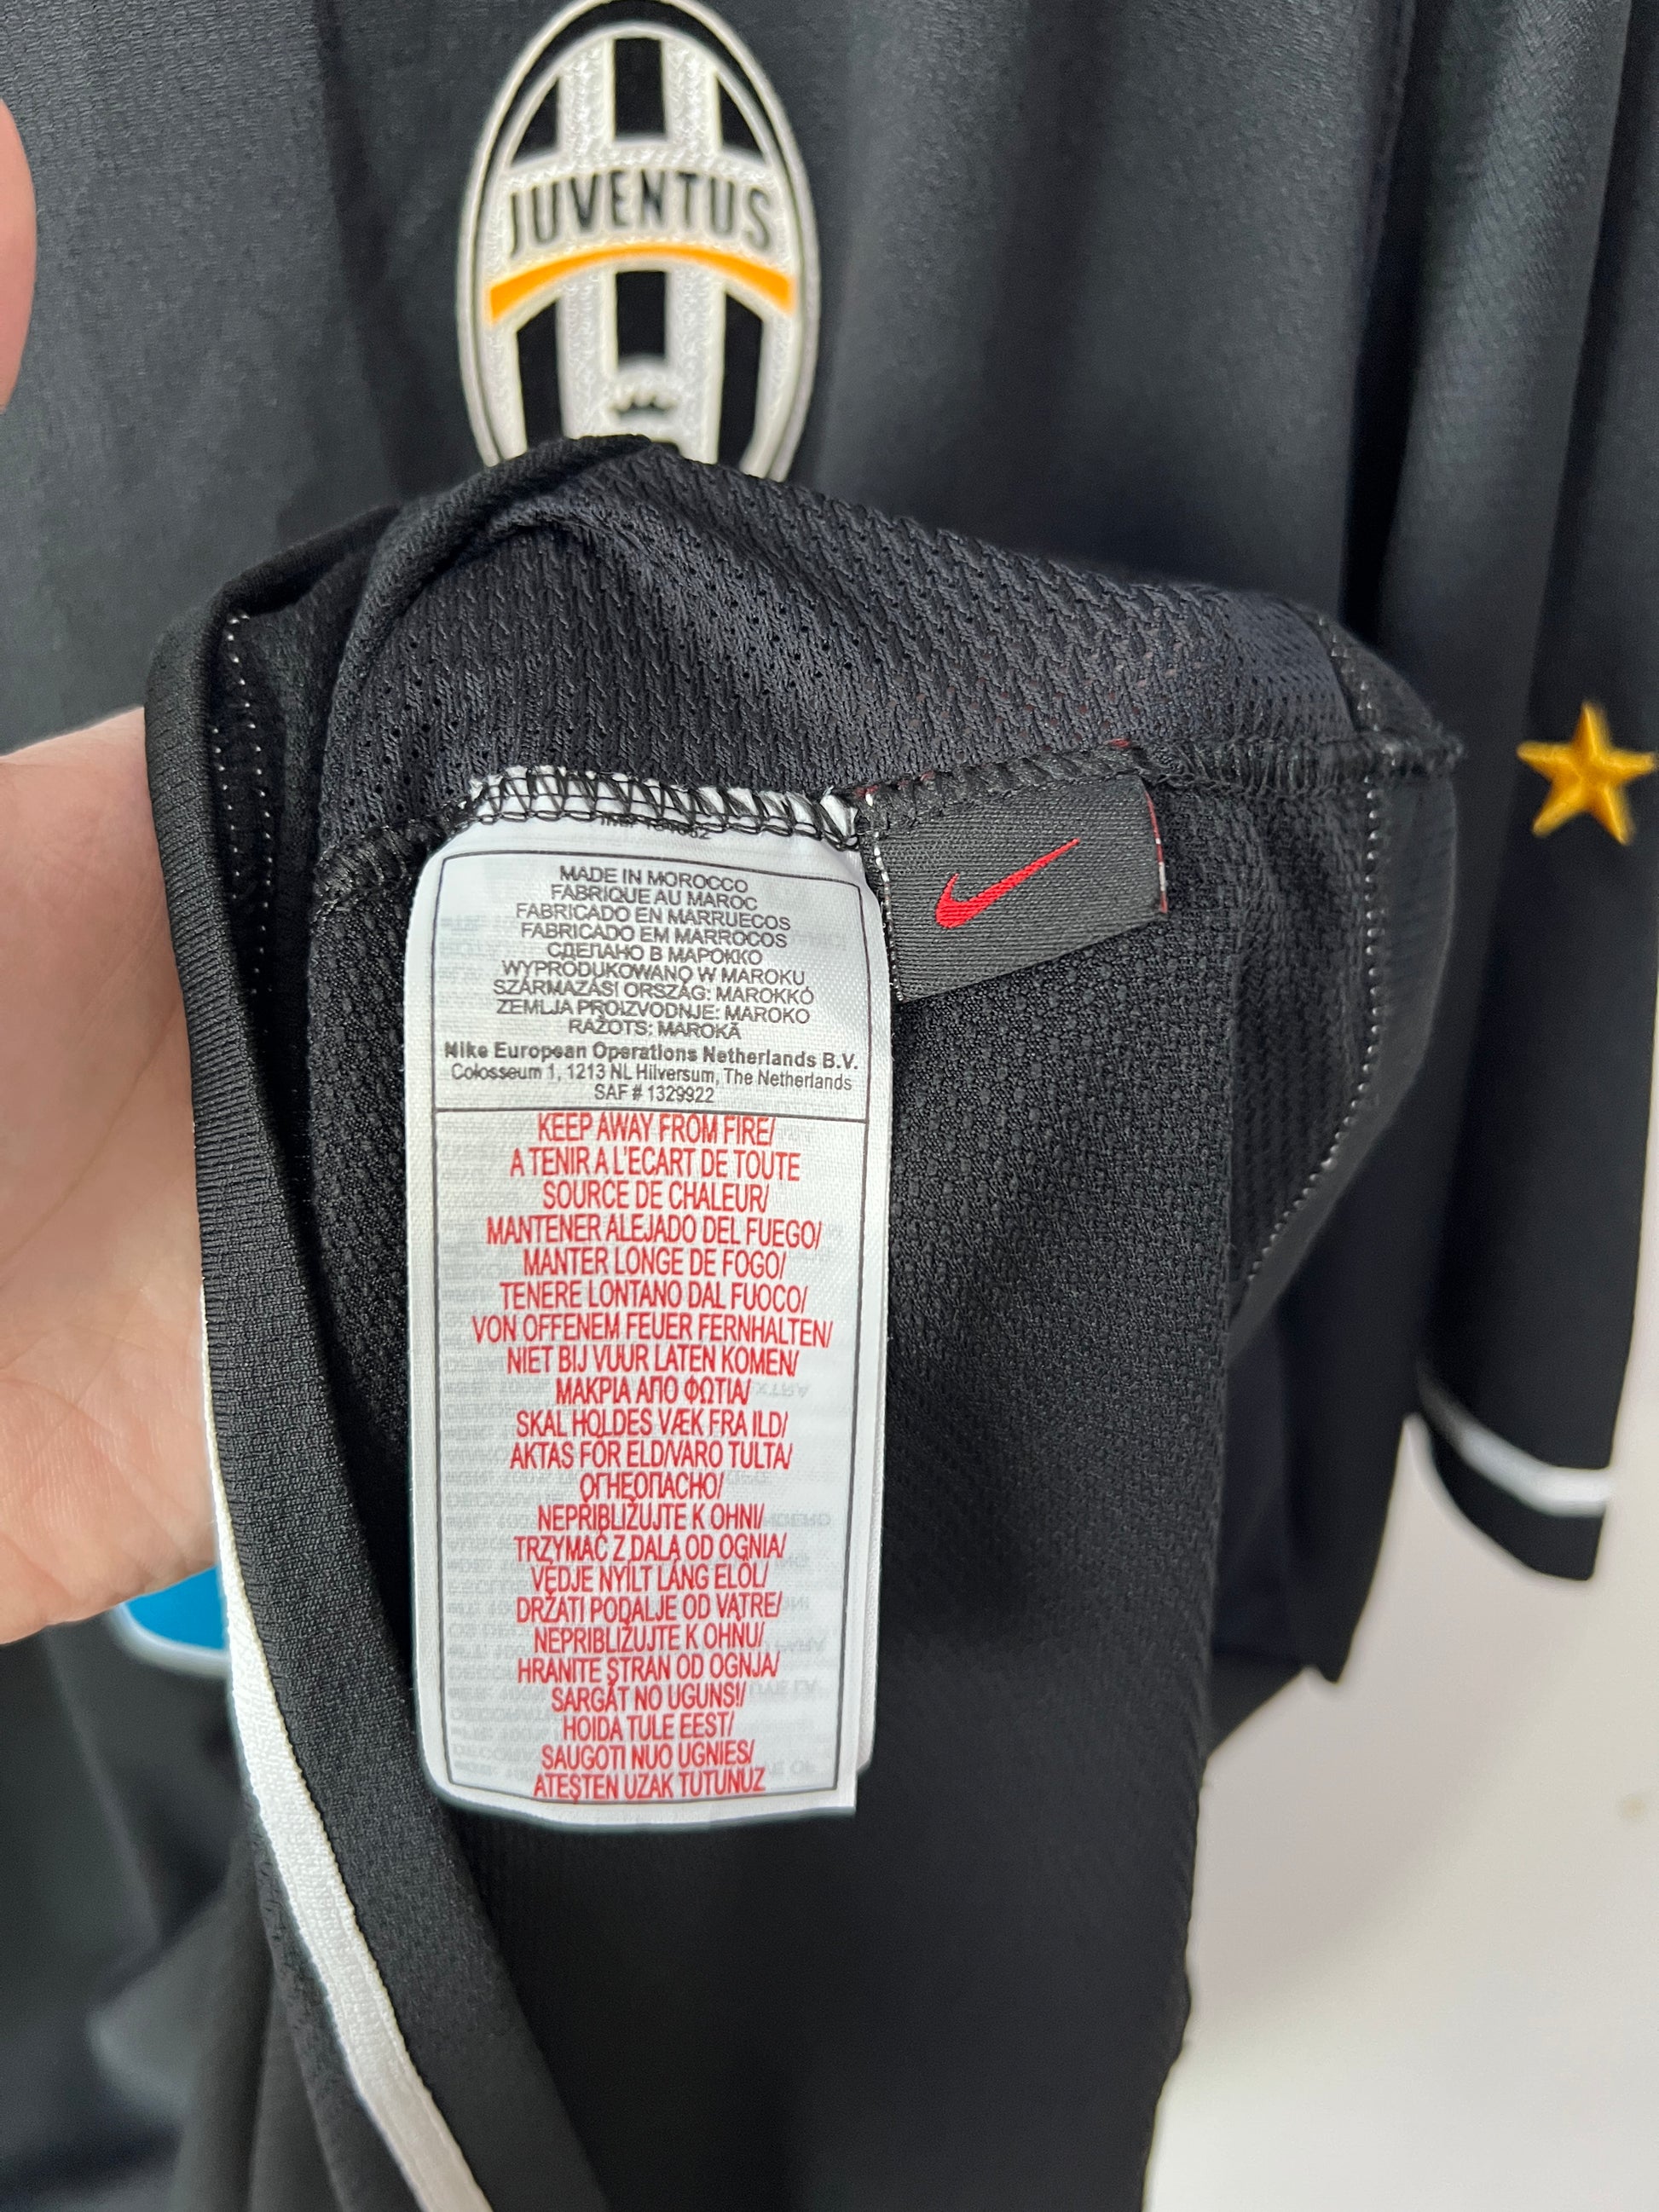 JUVENTUS
MADE IN MOROCCO
FABRIQUE AU MAROC
FABRICADO EN MARRUECOS
FABRICADO EM MARROCOS
СДЕЛАНО В МАРОККО
WYPRODUKOWANO W MAROKU
SZÁRMAZÁSI ORSZÁG: MAROKKÓ
ZEMLJA PROIZVODNJE: MAROKO
RAŽOTS: MAROKĀ
Nike European Operations Netherlands B.V.
Colosseum 1, 1213 NL Hilversum, The Netherlands
SAF # 1329922
KEEP AWAY FROM FIRE/
A TENIR A L'ECART DE TOUTE
SOURCE DE CHALEUR/
MANTENER ALEJADO DEL FUEGO/
MANTER LONGE DE FOGO/
TENERE LONTANO DAL FUOCO/
VON OFFENEM FEUER FERNHALTEN/
NIET BIJ VUUR LATEN KOMEN/
ΜΑΚΡΙΑ ΑΠΟ ΦΩΤΙΑ/
SKAL HOLDES VÆK FRA ILD/
AKTAS FÖR ELD/VARO TULTA/
ОГНЕОПАСНО/
NEPRIBLIŽUJTE K OHNI/
TRZYMAĆ Z DALA OD OGNIA/
VÉDJE NYÍLT LÁNG ELŐL/
DRŽATI PODALJE OD VATRE/
NEPRIBLIŽUJTE K OHNU/
HRANITE STRAN OD OGNJA/
SARGĀT NO UGUNS!/
HOIDA TULE EEST/
SAUGOTI NUO UGNIES/
ATEŞTEN UZAK TUTUNUZ